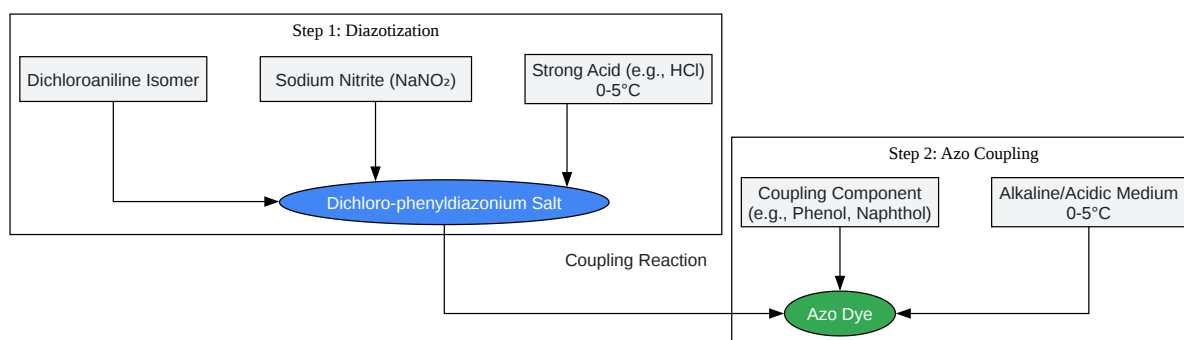 Step 1: Diazotization
Dichloroaniline Isomer
Sodium Nitrite (NaNO₂)
Strong Acid (e.g., HCl)
0-5°C
Dichloro-phenyldiazonium Salt
Coupling Reaction
Step 2: Azo Coupling
Coupling Component
(e.g., Phenol, Naphthol)
Alkaline/Acidic Medium
0-5°C
Azo Dye